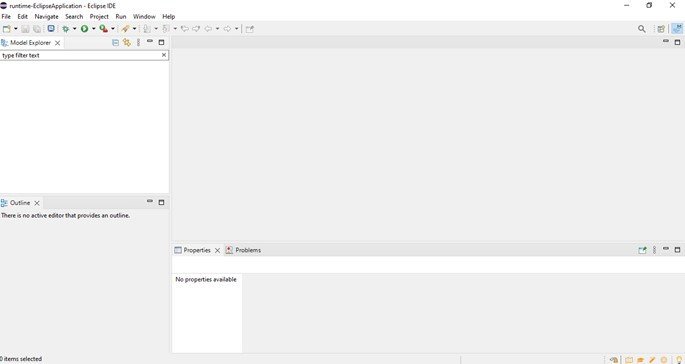 runtime-EclipseApplication - Eclipse IDE
File Edit Navigate Search Project Run Window Help
Model Explorer
type filter text
Outline
There is no active editor that provides an outline.
Properties Problems
No properties available
0 items selected